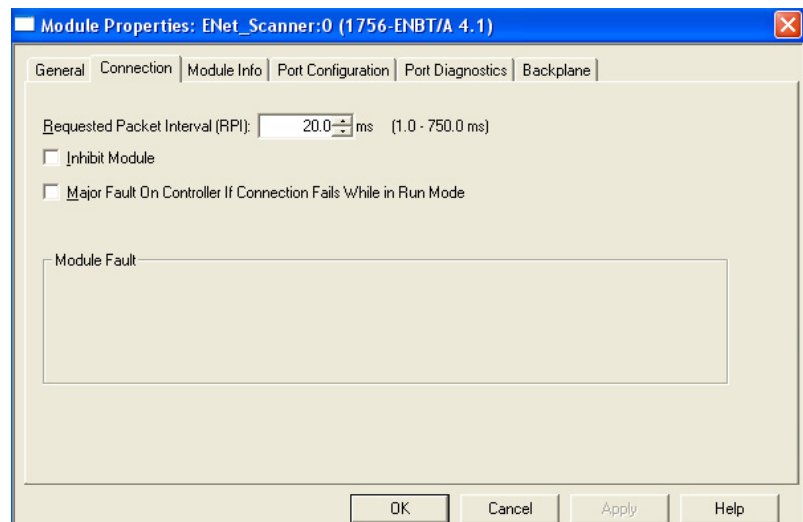 Module Properties: ENet_Scanner:0 (1756-ENBT/A 4.1)
General Connection Module Info Port Configuration Port Diagnostics Backplane
Requested Packet Interval (RPI): 20.0 ms (1.0 - 750.0 ms)
Inhibit Module
Major Fault On Controller If Connection Fails While in Run Mode
Module Fault
OK Cancel Apply Help